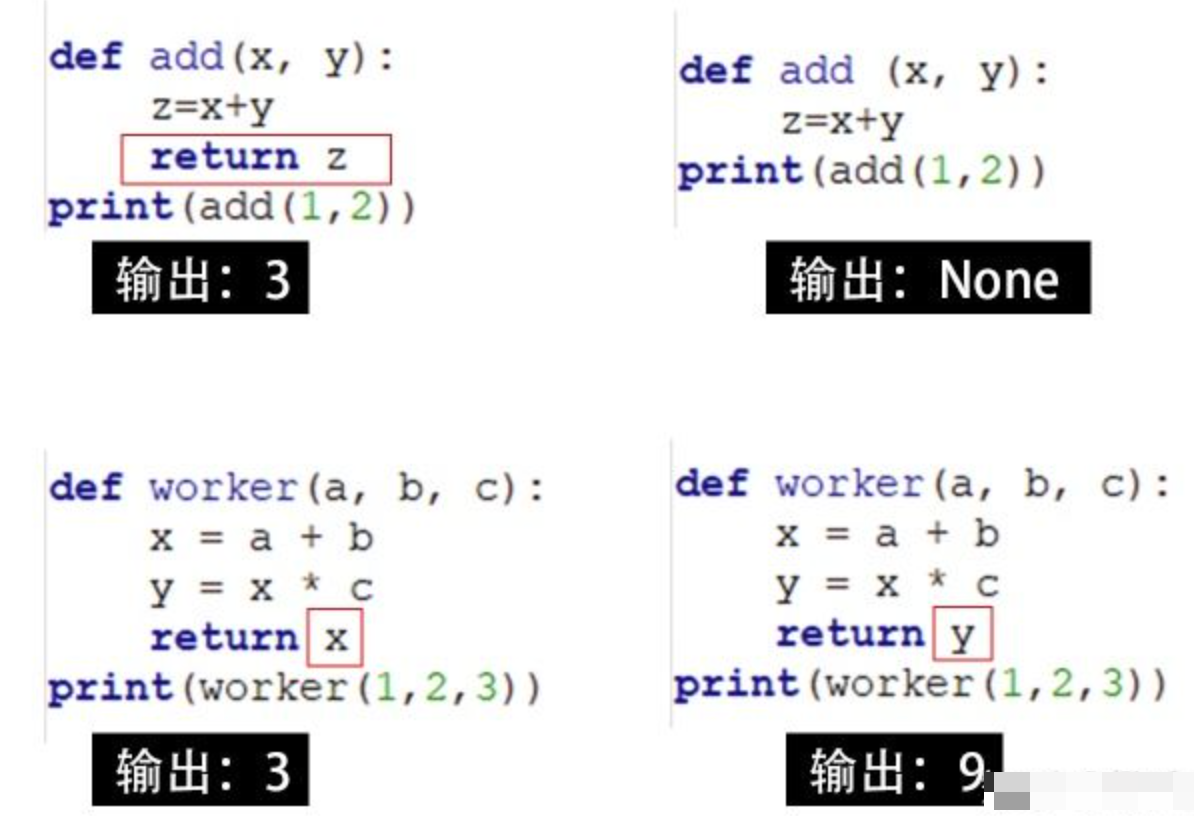 def add(x, y):
z=x+y
return z
print(add(1,2))
输出：3
def add (x, y):
z=x+y
print(add(1,2))
输出：None
def worker(a, b, c):
x = a + b
y = x * c
return x
print(worker(1,2,3))
输出：3
def worker(a, b, c):
x = a + b
y = x * c
return y
print(worker(1,2,3))
输出：9